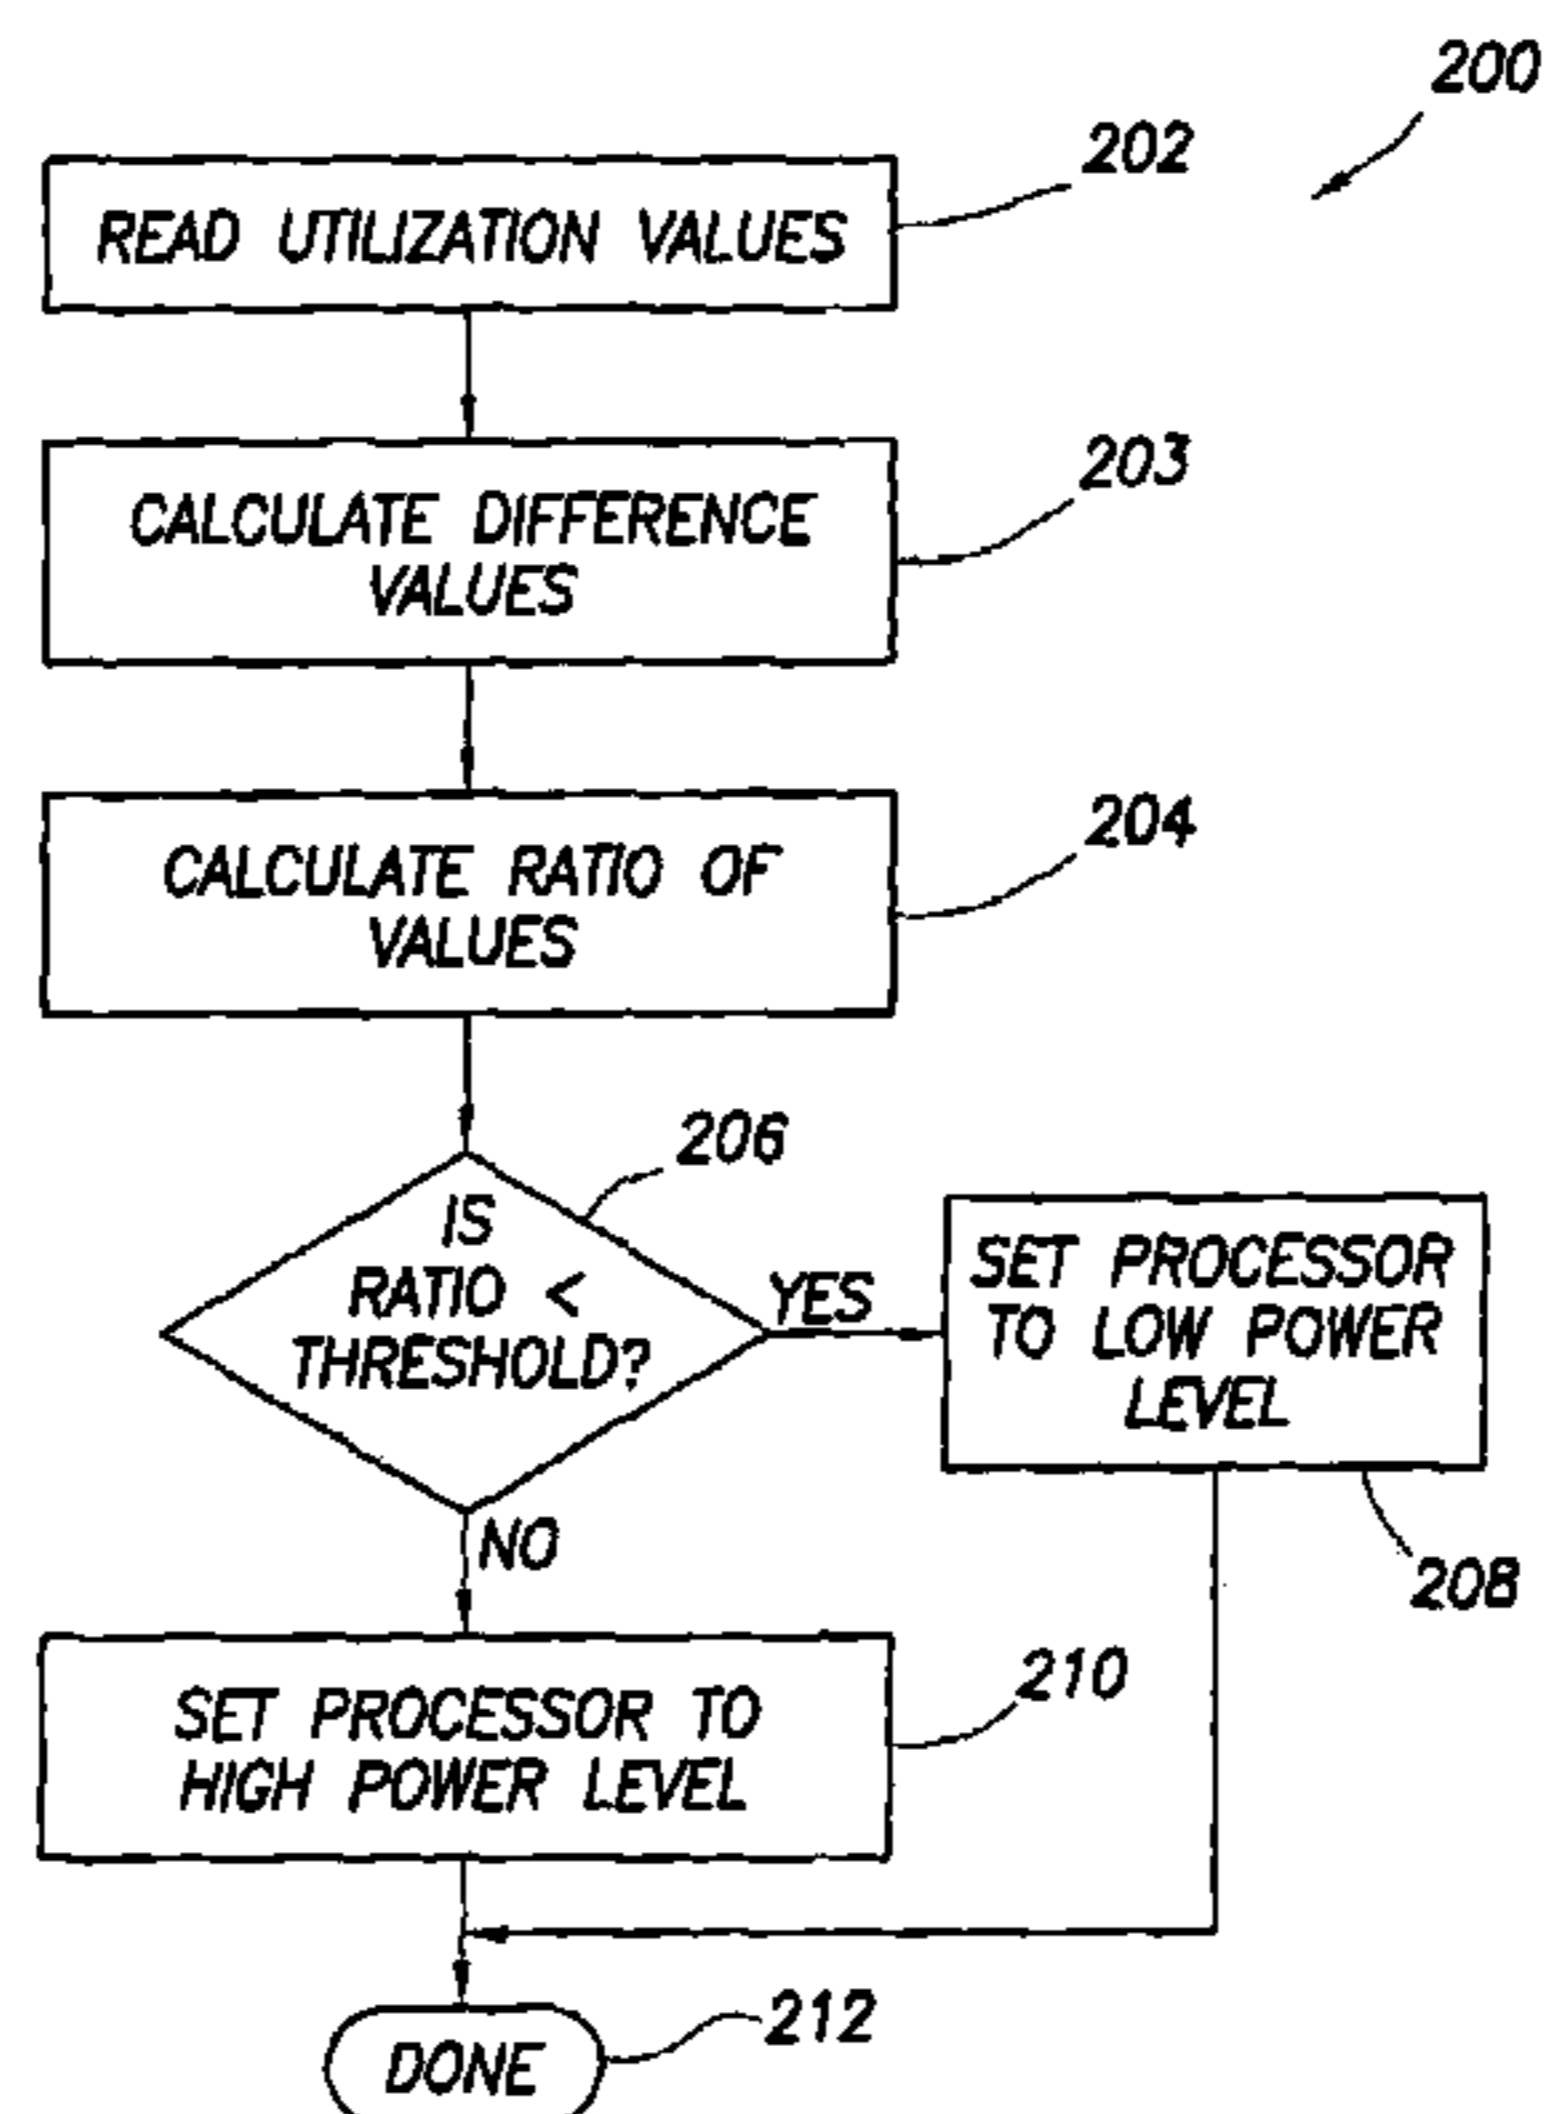 200
202
READ UTILIZATION VALUES
203
CALCULATE DIFFERENCE
VALUES
204
CALCULATE RATIO OF
VALUES
206
IS
RATIO <
THRESHOLD?
YES
SET PROCESSOR
TO LOW POWER
LEVEL
208
NO
210
SET PROCESSOR TO
HIGH POWER LEVEL
212
DONE